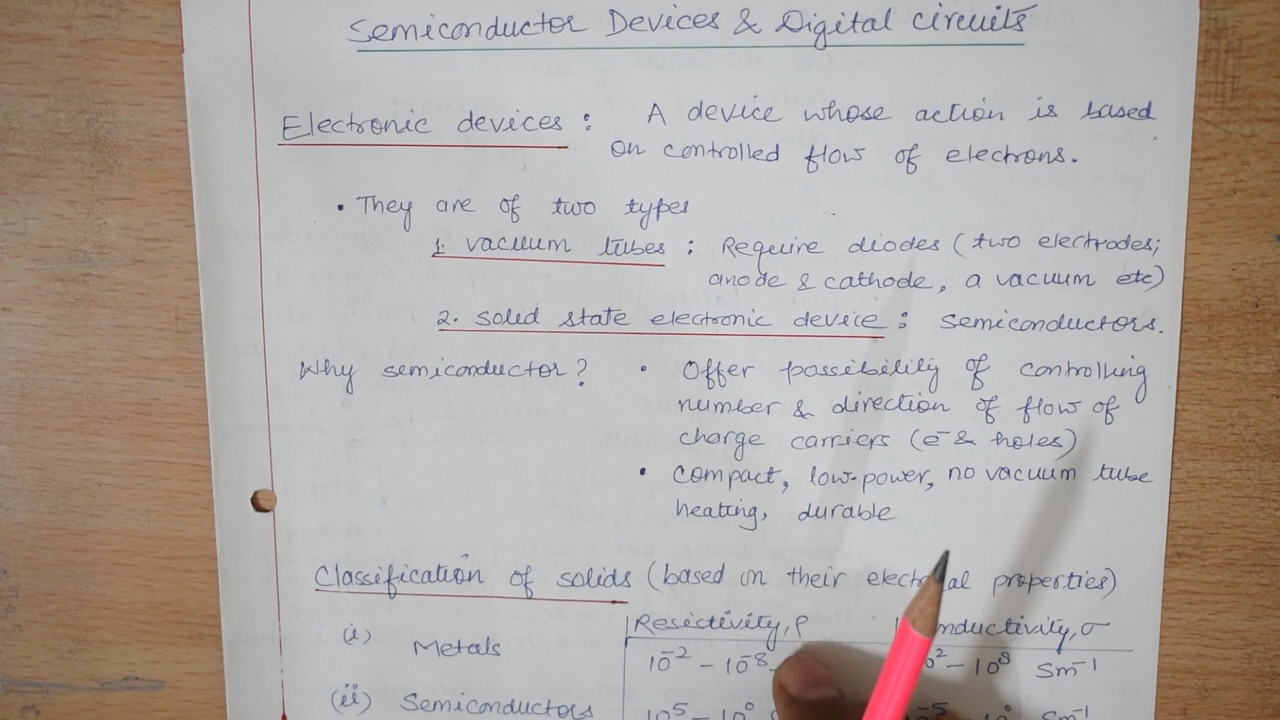 Semiconductor Devices & Digital circuits
Electronic devices : A device whose action is based
on controlled flow of electrons.
• They are of two types
1. vacuum tubes : Require diodes (two electrodes;
anode & cathode, a vacuum etc)
2. solid state electronic device : semiconductors.
Why semiconductor? • Offer possibility of controlling
number & direction of flow of
charge carriers (e⁻ & holes)
• compact, low-power, no vacuum tube
heating, durable
Classification of solids (based on their electrical properties)
Resistivity, ρ
(i) Metals 10⁻² – 10⁻⁸ 10² – 10⁸ Sm⁻¹
(ii) Semiconductors